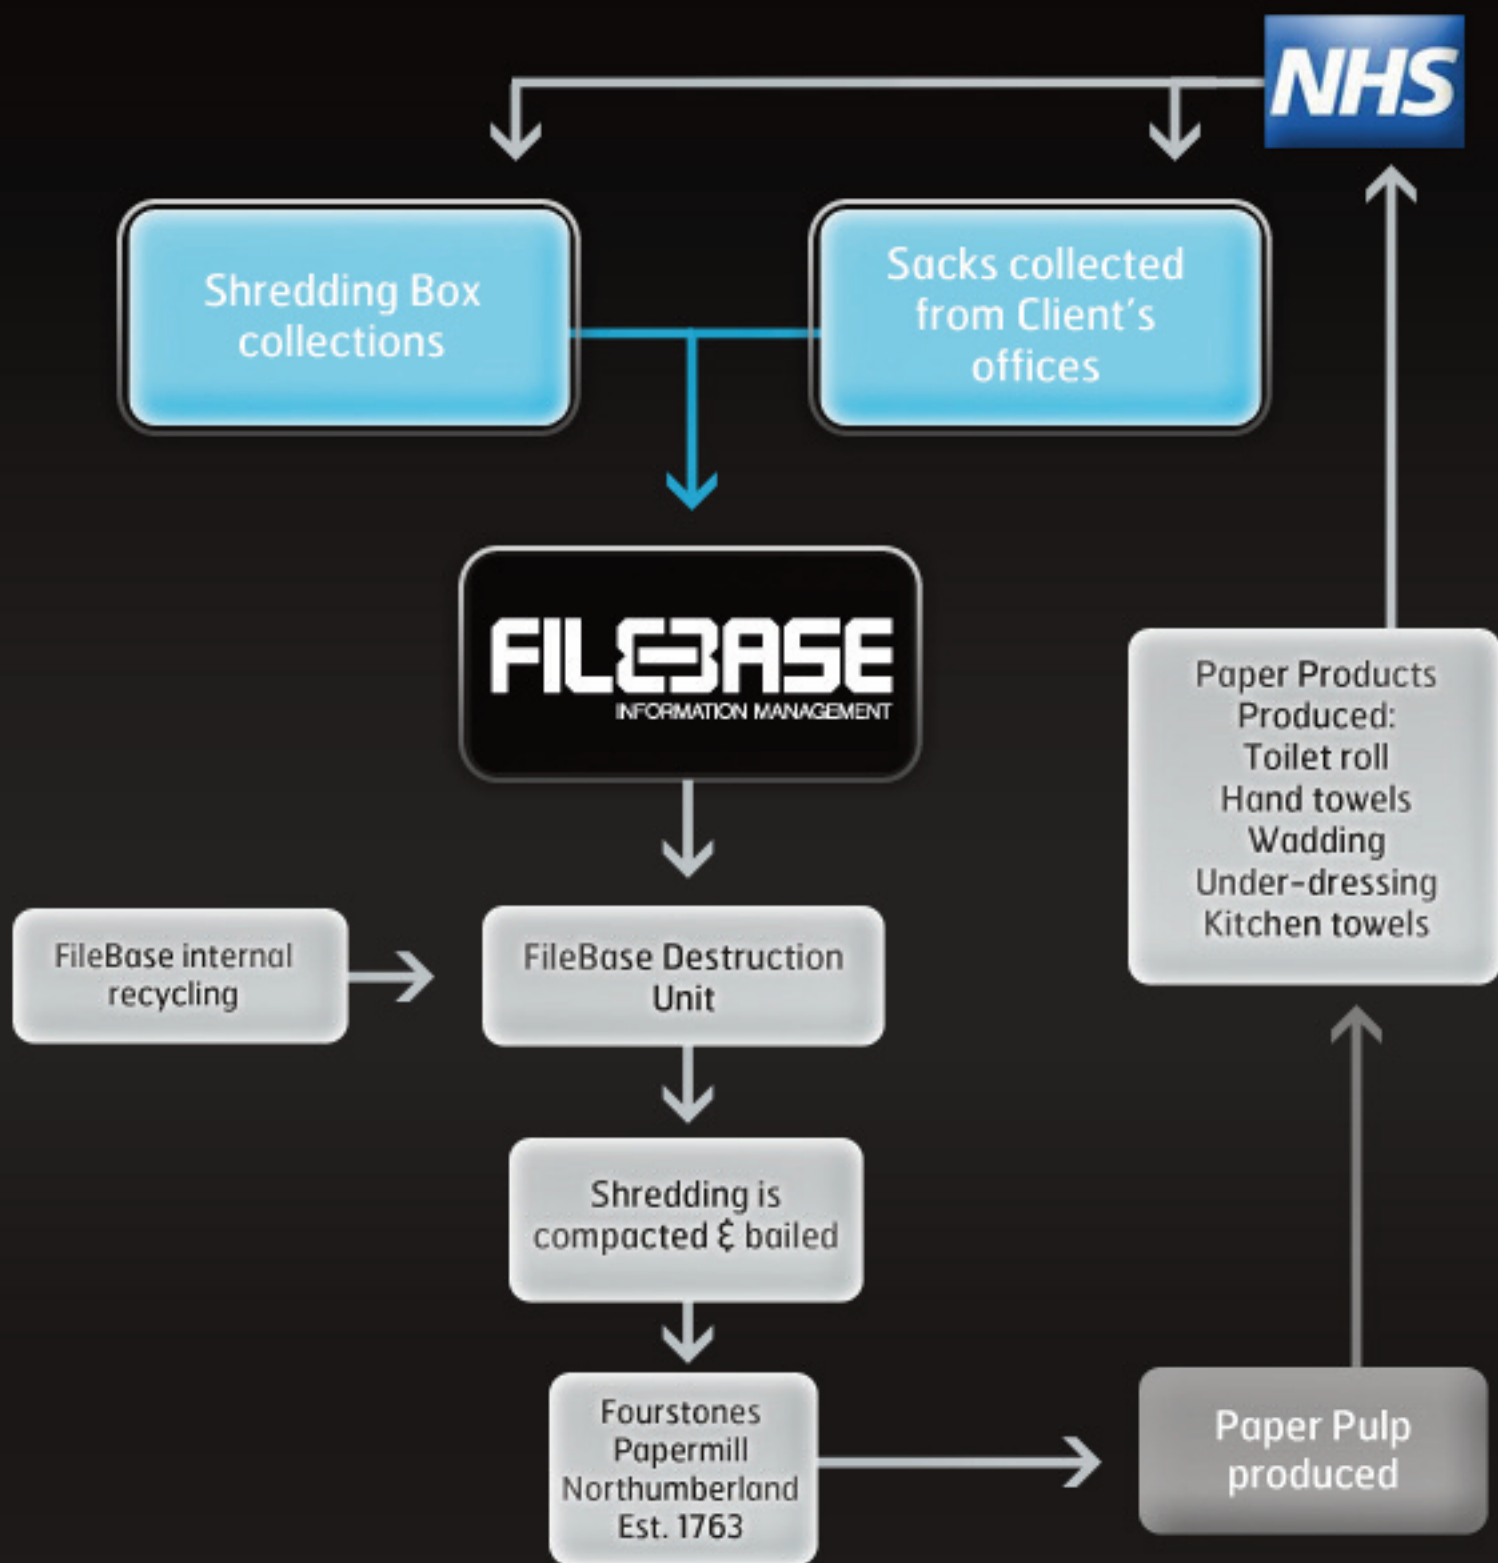 NHS
Shredding Box
collections
Sacks collected
from Client's
offices
FILEBASE
INFORMATION MANAGEMENT
Paper Products
Produced:
Toilet roll
Hand towels
Wadding
Under-dressing
Kitchen towels
FileBase internal
recycling
FileBase Destruction
Unit
Shredding is
compacted & bailed
Fourstones
Papermill
Northumberland
Est. 1763
Paper Pulp
produced